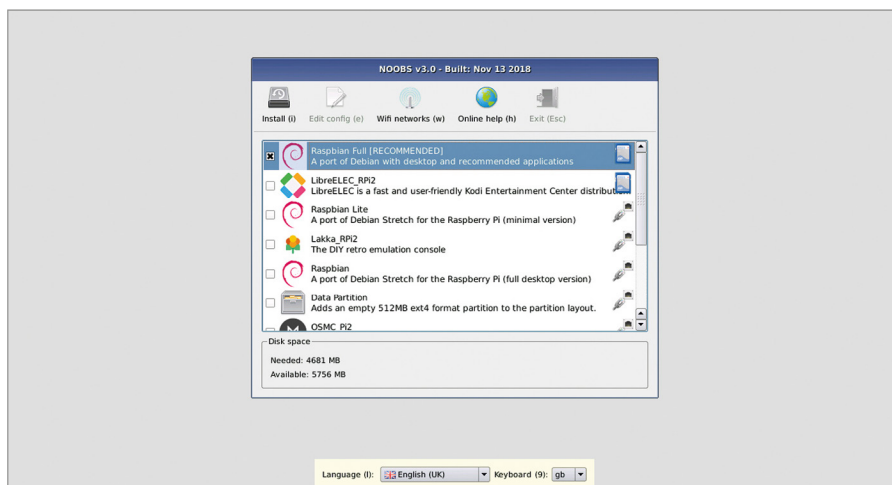 NOOBS v3.0 - Built: Nov 13 2018
Install (i) Edit config (e) Wifi networks (w) Online help (h) Exit (Esc)
Raspbian Full [RECOMMENDED]
A port of Debian with desktop and recommended applications
LibreELEC_RPi2
LibreELEC is a fast and user-friendly Kodi Entertainment Center distribution
Raspbian Lite
A port of Debian Stretch for the Raspberry Pi (minimal version)
Lakka_RPi2
The DIY retro emulation console
Raspbian
A port of Debian Stretch for the Raspberry Pi (full desktop version)
Data Partition
Adds an empty 512MB ext4 format partition to the partition layout.
OSMC_Pi2
Disk space
Needed: 4681 MB
Available: 5756 MB
Language (l): English (UK) Keyboard (9): gb